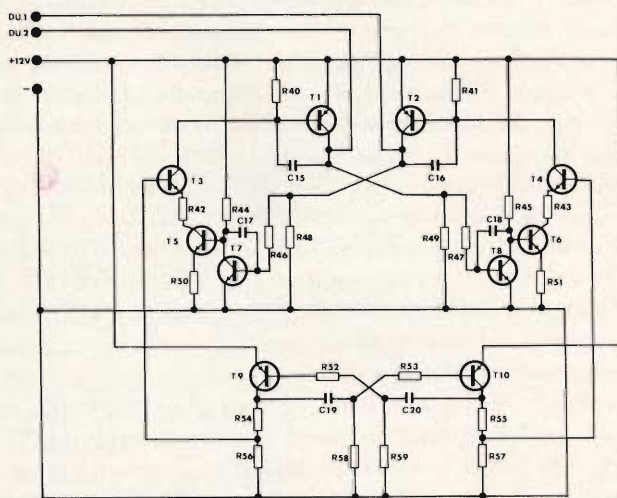 DU.1
DU.2
+12V
–
R40
T1
T2
R41
C15
C16
T3
T4
R42
R44
C17
R45
C18
R43
T5
T7
R46
R48
R49
R47
T8
T6
R50
R51
T9
R52
R53
T10
C19
C20
R54
R55
R56
R58
R59
R57